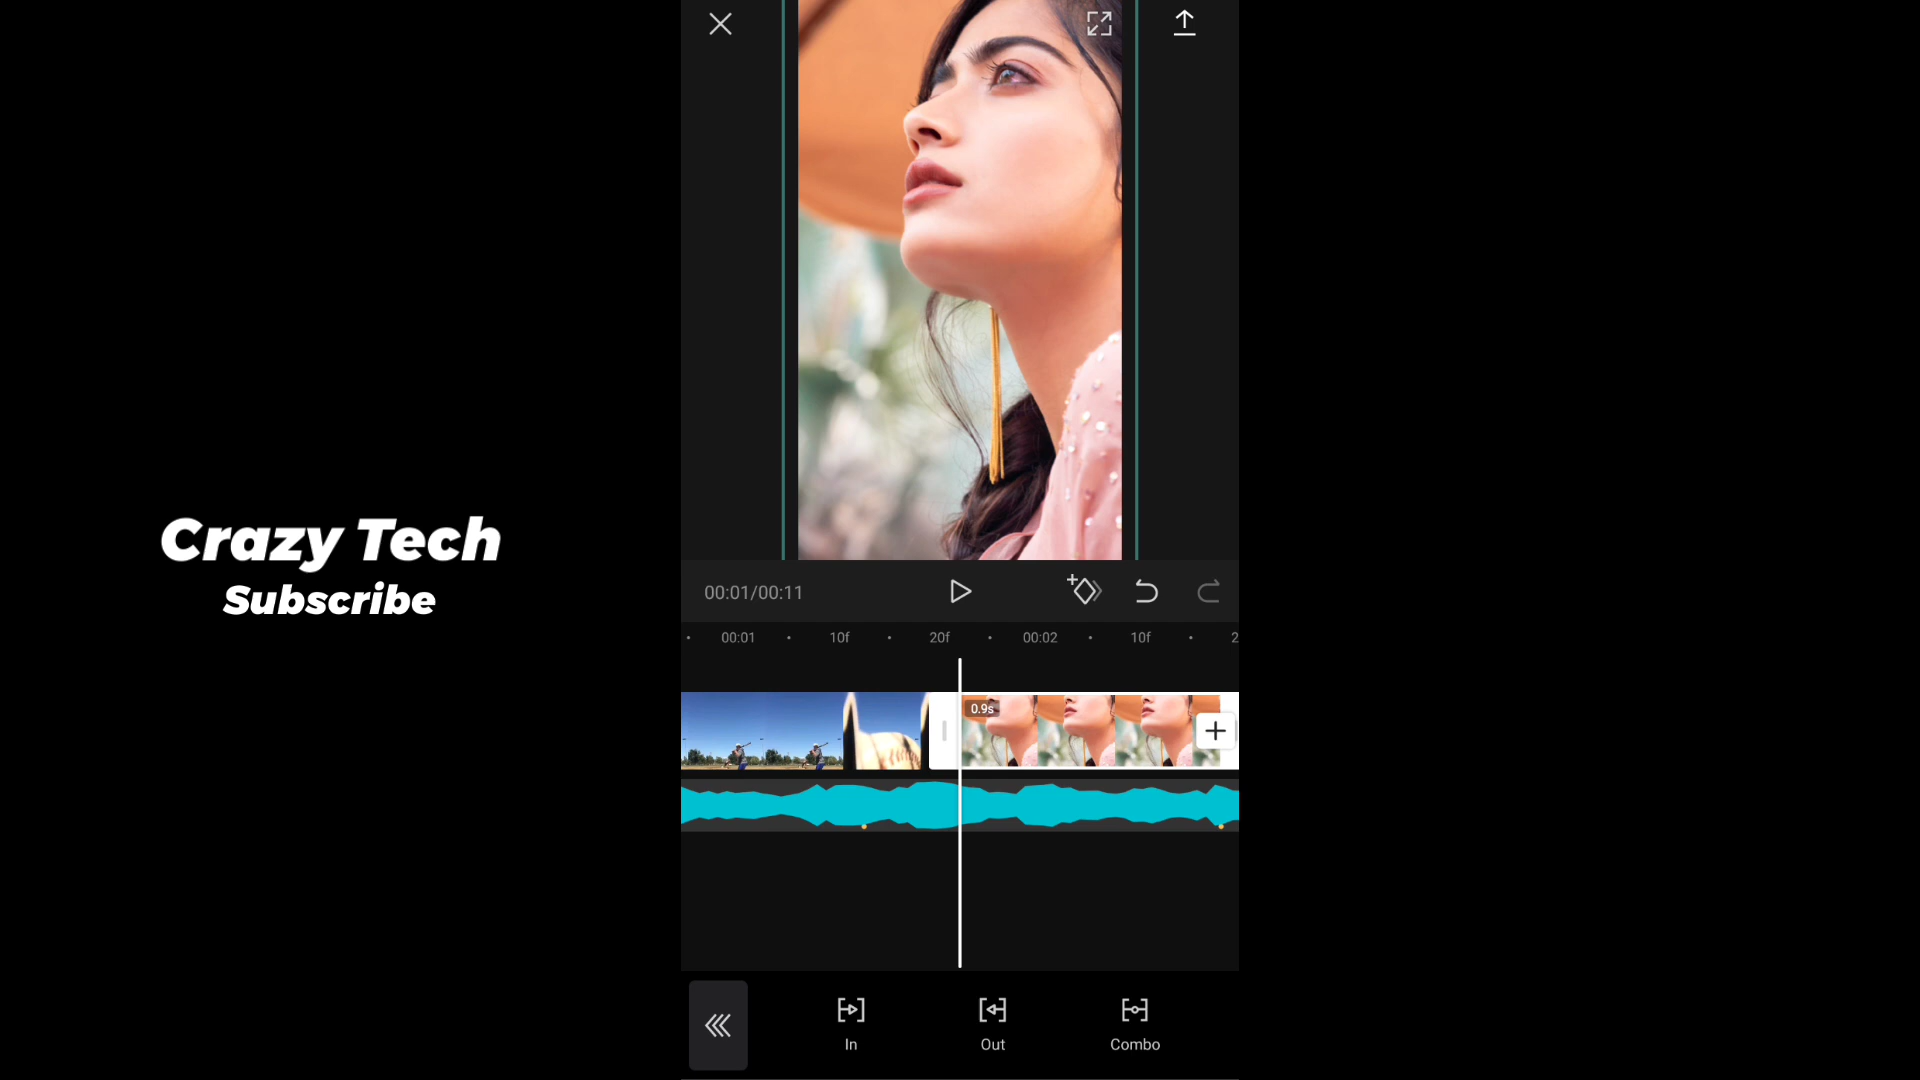 Crazy Tech
Subscribe
00:01/00:11
00:01 10f 20f 00:02 10f 2
0.9s
In Out Combo